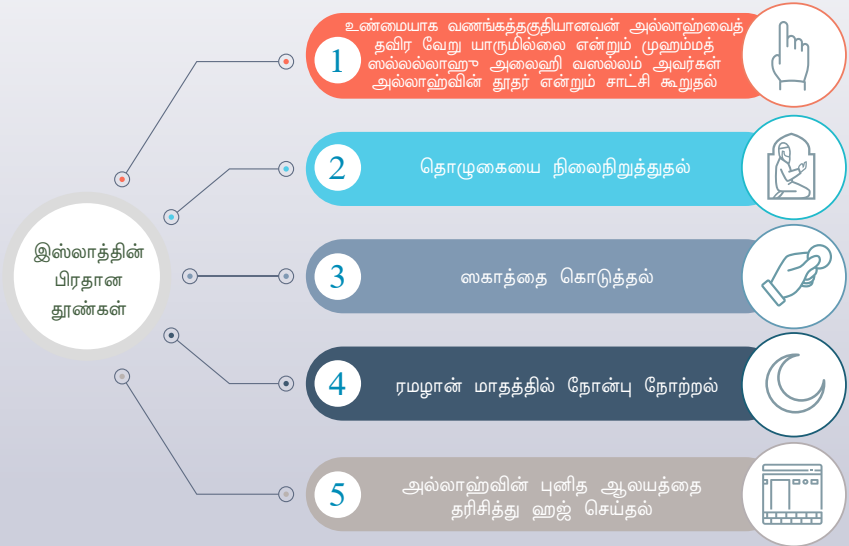 இஸ்லாத்தின்
பிரதான
தூண்கள்
1
உண்மையாக வணங்கத்தகுதியானவன் அல்லாஹ்வைத்
தவிர வேறு யாருமில்லை என்றும் முஹம்மத்
ஸல்லல்லாஹு அலைஹி வஸல்லம் அவர்கள்
அல்லாஹ்வின் தூதர் என்றும் சாட்சி கூறுதல்
2
தொழுகையை நிலைநிறுத்துதல்
3
ஸகாத்தை கொடுத்தல்
4
ரமழான் மாதத்தில் நோன்பு நோற்றல்
5
அல்லாஹ்வின் புனித ஆலயத்தை
தரிசித்து ஹஜ் செய்தல்